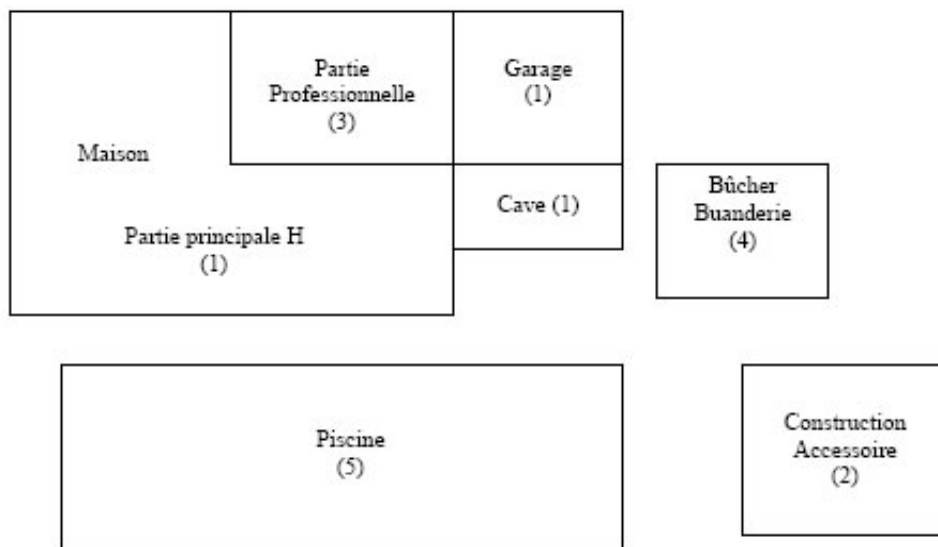 Partie
Professionnelle
(3)
Garage
(1)
Maison
Cave (1)
Bûcher
Buanderie
(4)
Partie principale H
(1)
Piscine
(5)
Construction
Accessoire
(2)